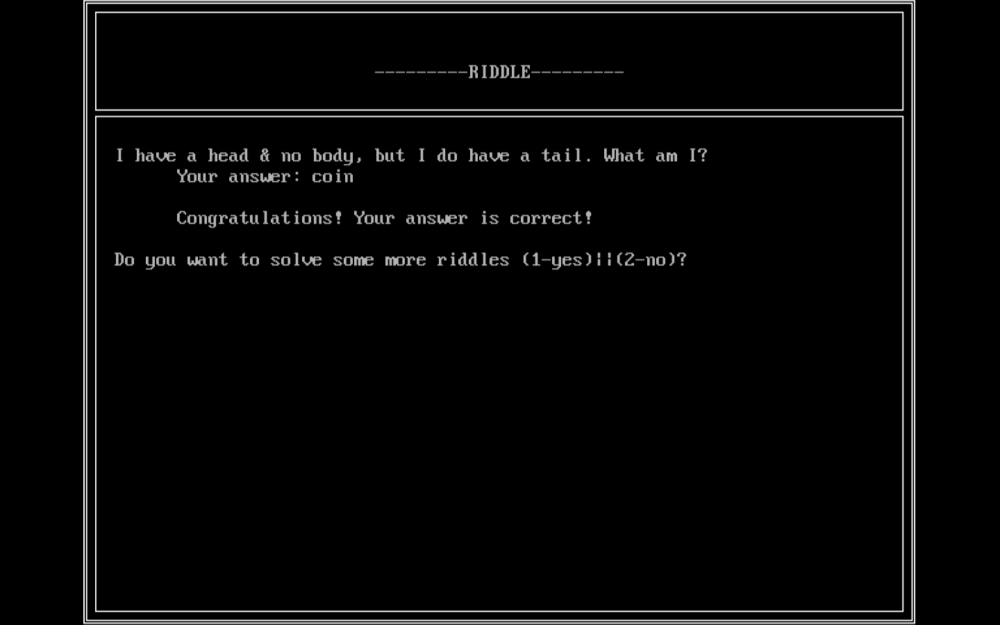 ---------RIDDLE---------
I have a head & no body, but I do have a tail. What am I?
Your answer: coin
Congratulations! Your answer is correct!
Do you want to solve some more riddles (1-yes)||(2-no)?